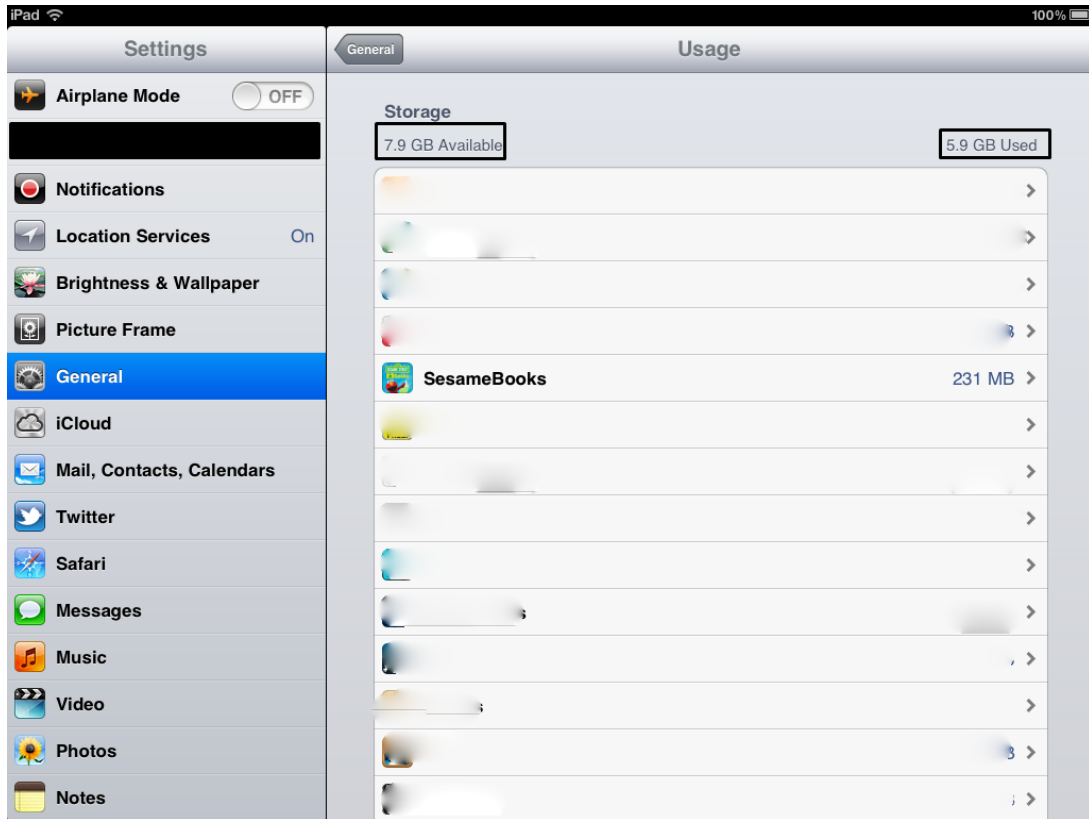 iPad 100%
Settings
General Usage
Airplane Mode OFF
Notifications
Location Services On
Brightness & Wallpaper
Picture Frame
General
iCloud
Mail, Contacts, Calendars
Twitter
Safari
Messages
Music
Video
Photos
Notes
Storage
7.9 GB Available 5.9 GB Used
SesameBooks 231 MB